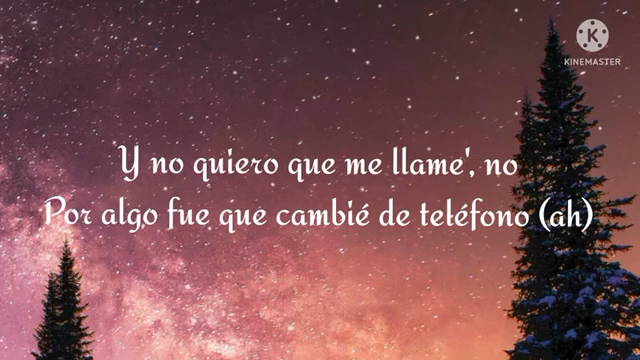 KINEMASTER
Y no quiero que me llame', no
Por algo fue que cambié de teléfono (ah)